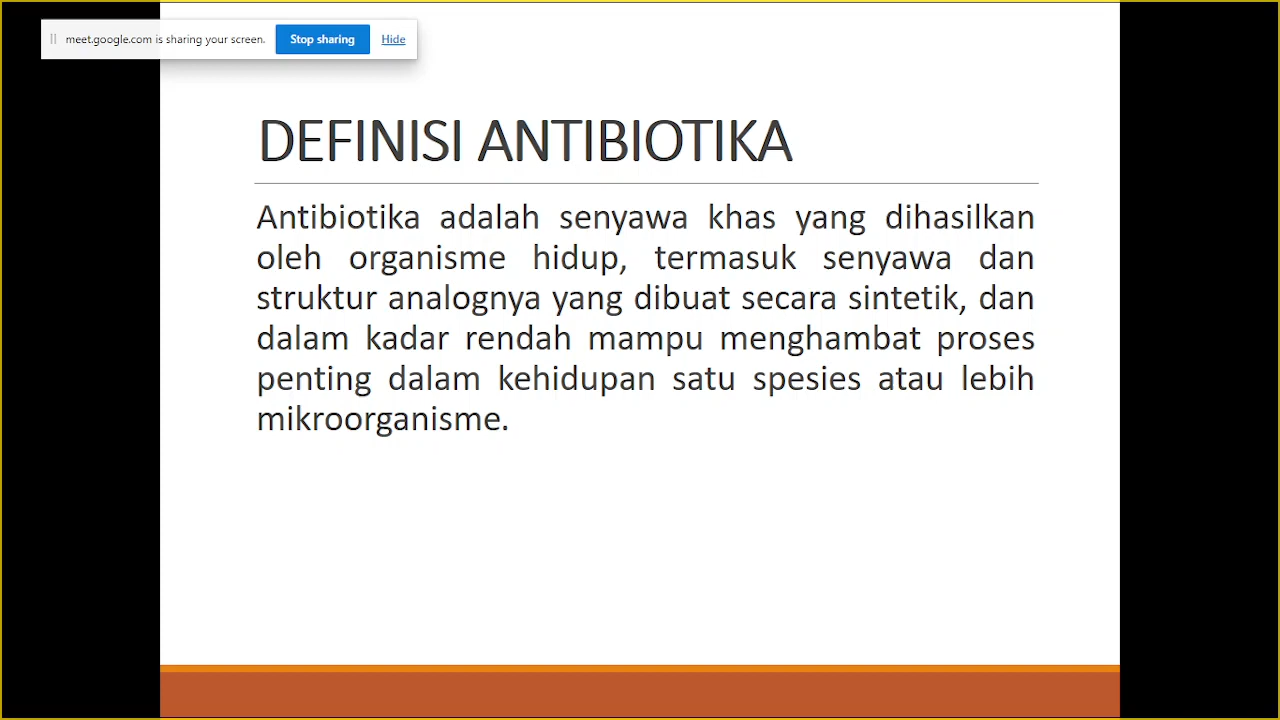 meet.google.com is sharing your screen. Stop sharing Hide
DEFINISI ANTIBIOTIKA
Antibiotika adalah senyawa khas yang dihasilkan
oleh organisme hidup, termasuk senyawa dan
struktur analognya yang dibuat secara sintetik, dan
dalam kadar rendah mampu menghambat proses
penting dalam kehidupan satu spesies atau lebih
mikroorganisme.